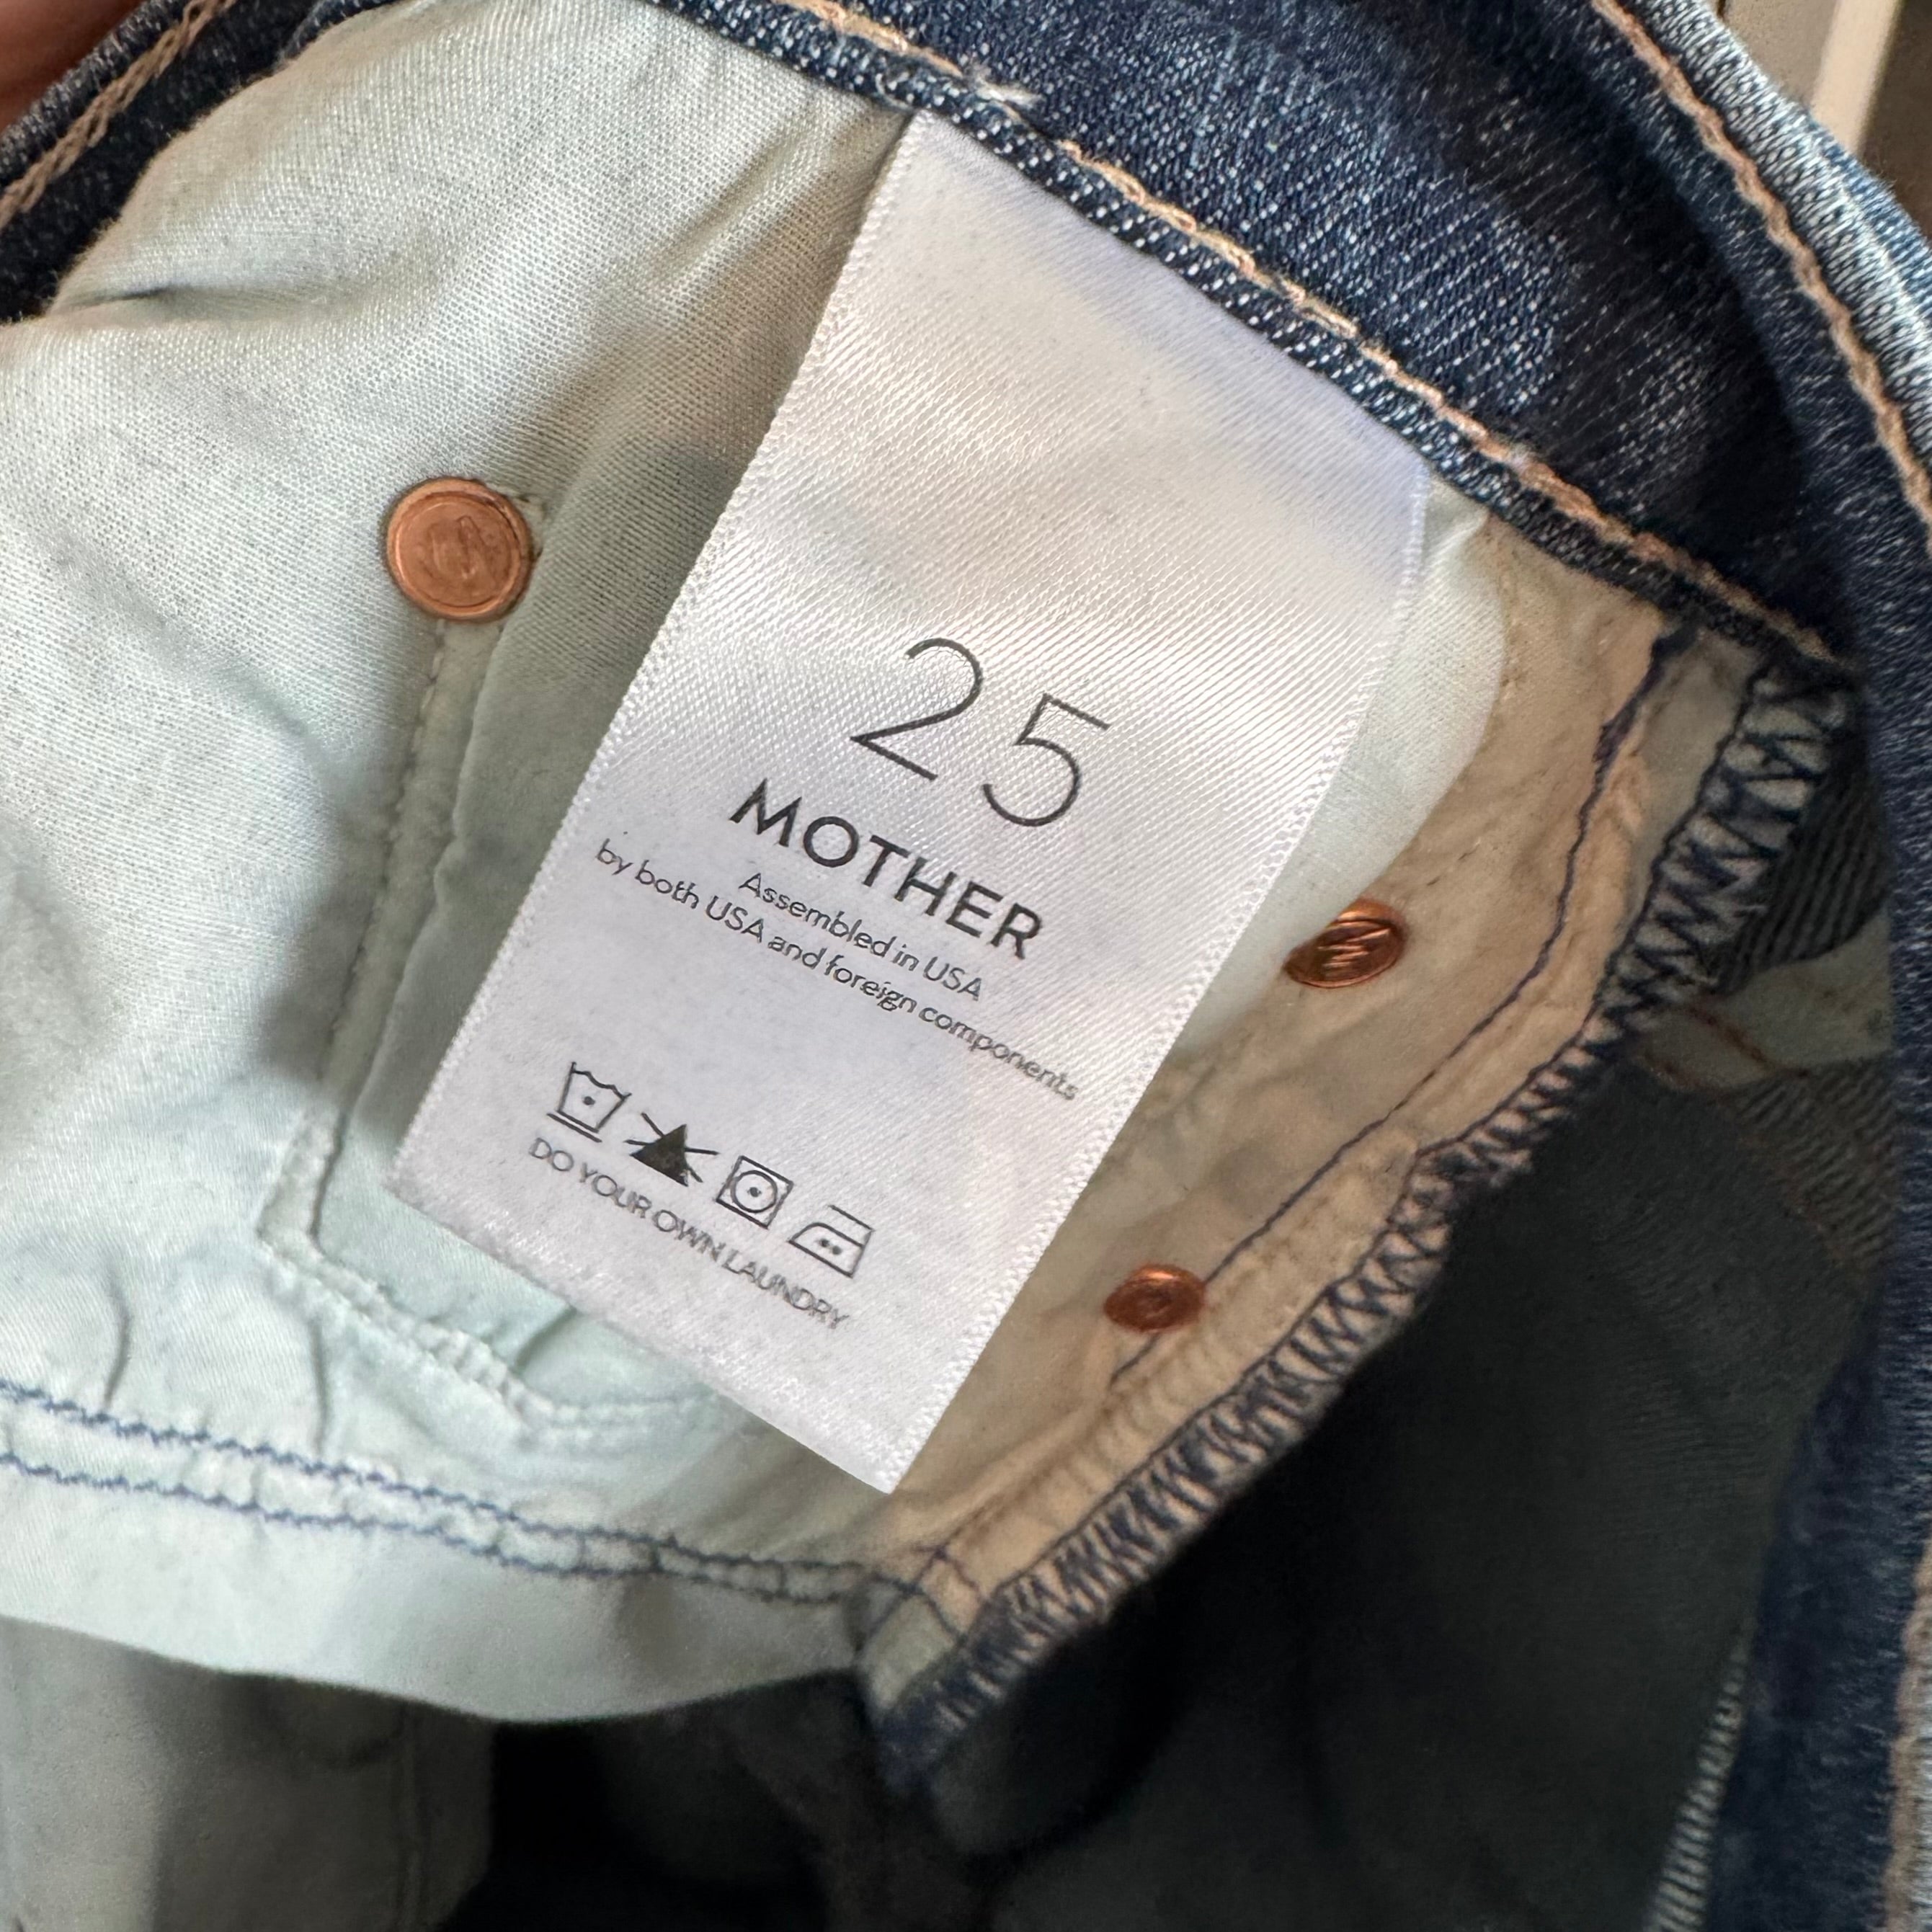 25
MOTHER
Assembled in USA
by both USA and foreign components
DO YOUR OWN LAUNDRY